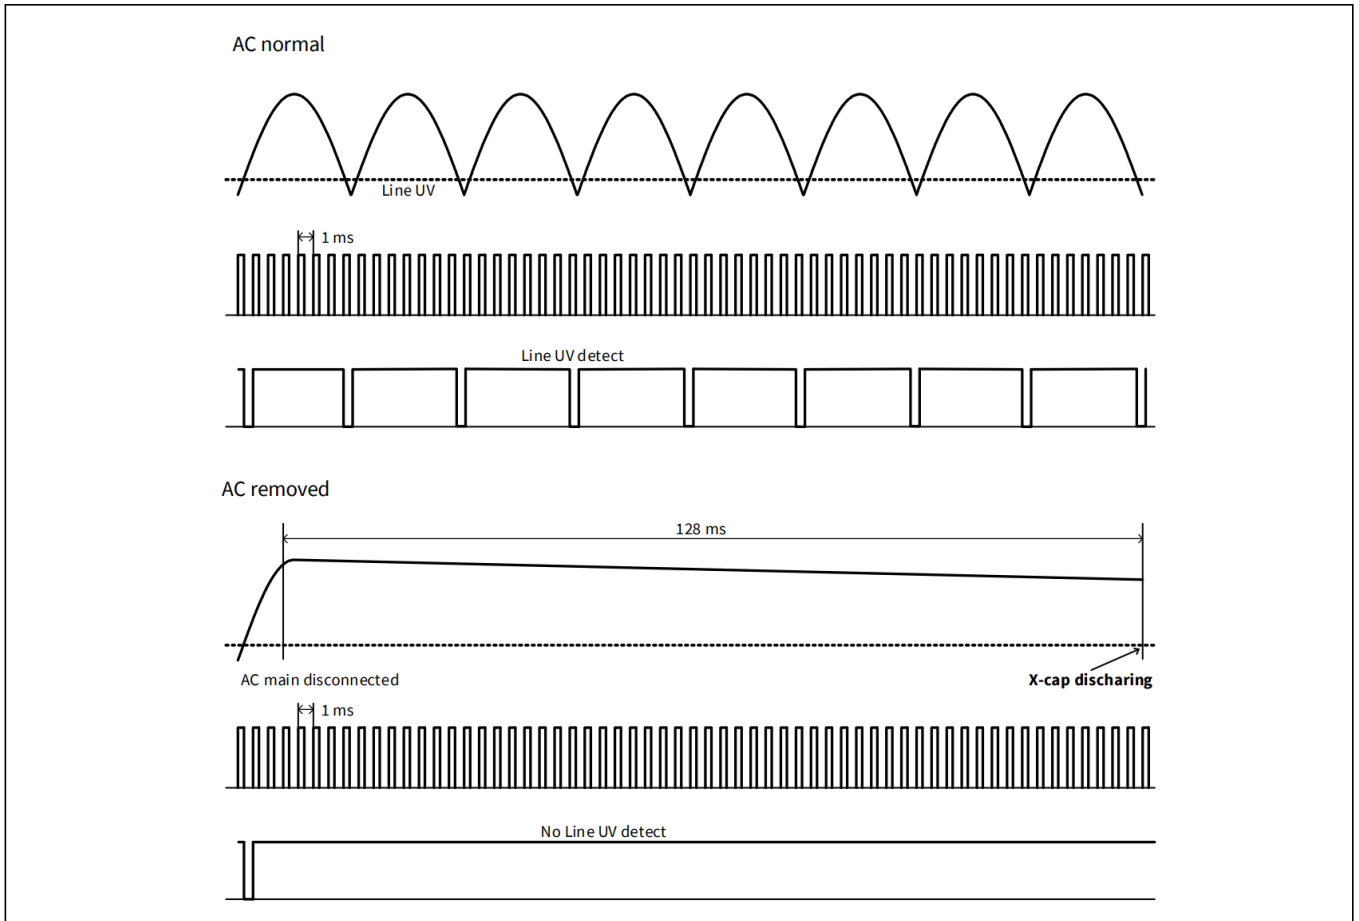 AC normal
Line UV
1 ms
Line UV detect
AC removed
128 ms
AC main disconnected
X-cap discharing
1 ms
No Line UV detect